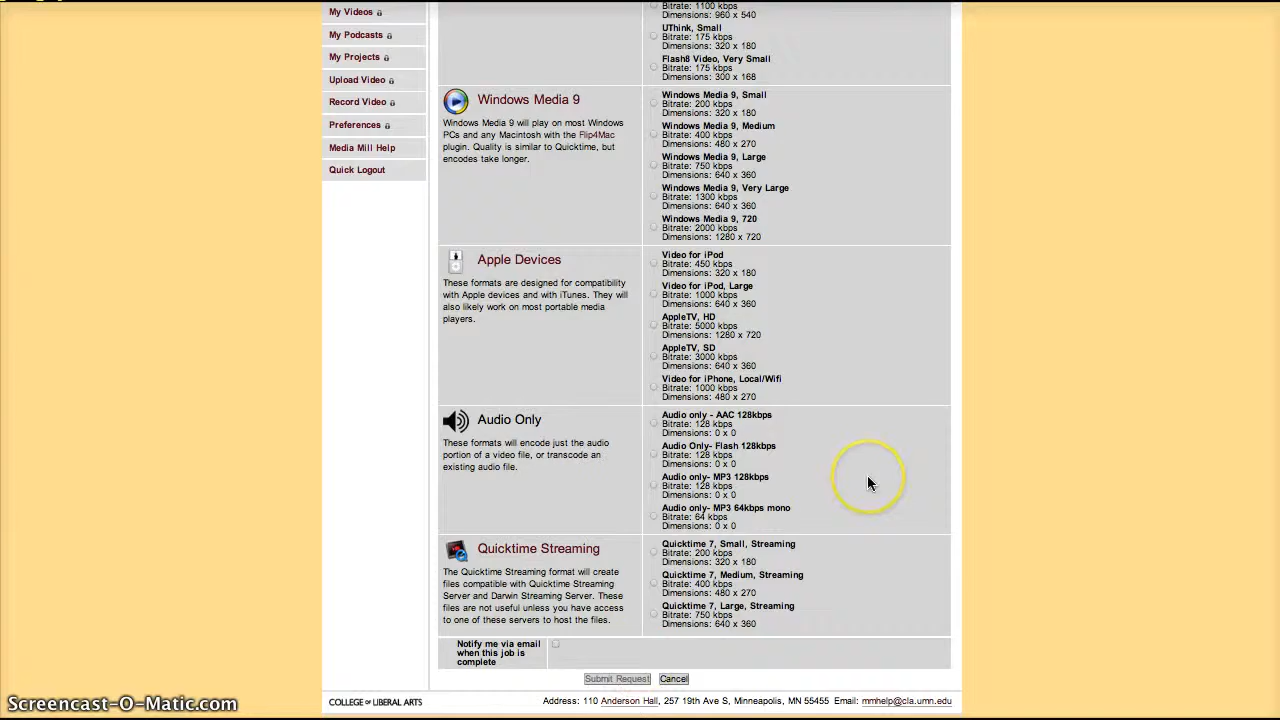 My Videos
My Podcasts
My Projects
Upload Video
Record Video
Preferences
Media Mill Help
Quick Logout
Bitrate: 1100 kbps
Dimensions: 960 x 540
UThink, Small
Bitrate: 175 kbps
Dimensions: 320 x 180
Flash8 Video, Very Small
Bitrate: 175 kbps
Dimensions: 300 x 168
Windows Media 9
Windows Media 9 will play on most Windows
PCs and any Macintosh with the Flip4Mac
plugin. Quality is similar to Quicktime, but
encodes take longer.
Windows Media 9, Small
Bitrate: 200 kbps
Dimensions: 320 x 180
Windows Media 9, Medium
Bitrate: 400 kbps
Dimensions: 480 x 270
Windows Media 9, Large
Bitrate: 750 kbps
Dimensions: 640 x 360
Windows Media 9, Very Large
Bitrate: 1300 kbps
Dimensions: 640 x 360
Windows Media 9, 720
Bitrate: 2000 kbps
Dimensions: 1280 x 720
Apple Devices
These formats are designed for compatibility
with Apple devices and with iTunes. They will
also likely work on most portable media
players.
Video for iPod
Bitrate: 450 kbps
Dimensions: 320 x 180
Video for iPod, Large
Bitrate: 1000 kbps
Dimensions: 640 x 360
AppleTV, HD
Bitrate: 5000 kbps
Dimensions: 1280 x 720
AppleTV, SD
Bitrate: 3000 kbps
Dimensions: 640 x 360
Video for iPhone, Local/Wifi
Bitrate: 1000 kbps
Dimensions: 480 x 270
Audio Only
These formats will encode just the audio
portion of a video file, or transcode an
existing audio file.
Audio only - AAC 128kbps
Bitrate: 128 kbps
Dimensions: 0 x 0
Audio Only- Flash 128kbps
Bitrate: 128 kbps
Dimensions: 0 x 0
Audio only- MP3 128kbps
Bitrate: 128 kbps
Dimensions: 0 x 0
Audio only- MP3 64kbps mono
Bitrate: 64 kbps
Dimensions: 0 x 0
Quicktime Streaming
The Quicktime Streaming format will create
files compatible with Quicktime Streaming
Server and Darwin Streaming Server. These
files are not useful unless you have access
to one of these servers to host the files.
Quicktime 7, Small, Streaming
Bitrate: 200 kbps
Dimensions: 320 x 180
Quicktime 7, Medium, Streaming
Bitrate: 400 kbps
Dimensions: 480 x 270
Quicktime 7, Large, Streaming
Bitrate: 750 kbps
Dimensions: 640 x 360
Notify me via email
when this job is
complete
Submit Request Cancel
COLLEGE OF LIBERAL ARTS
Address: 110 Anderson Hall, 257 19th Ave S, Minneapolis, MN 55455 Email: mmhelp@cla.umn.edu
Screencast-O-Matic.com